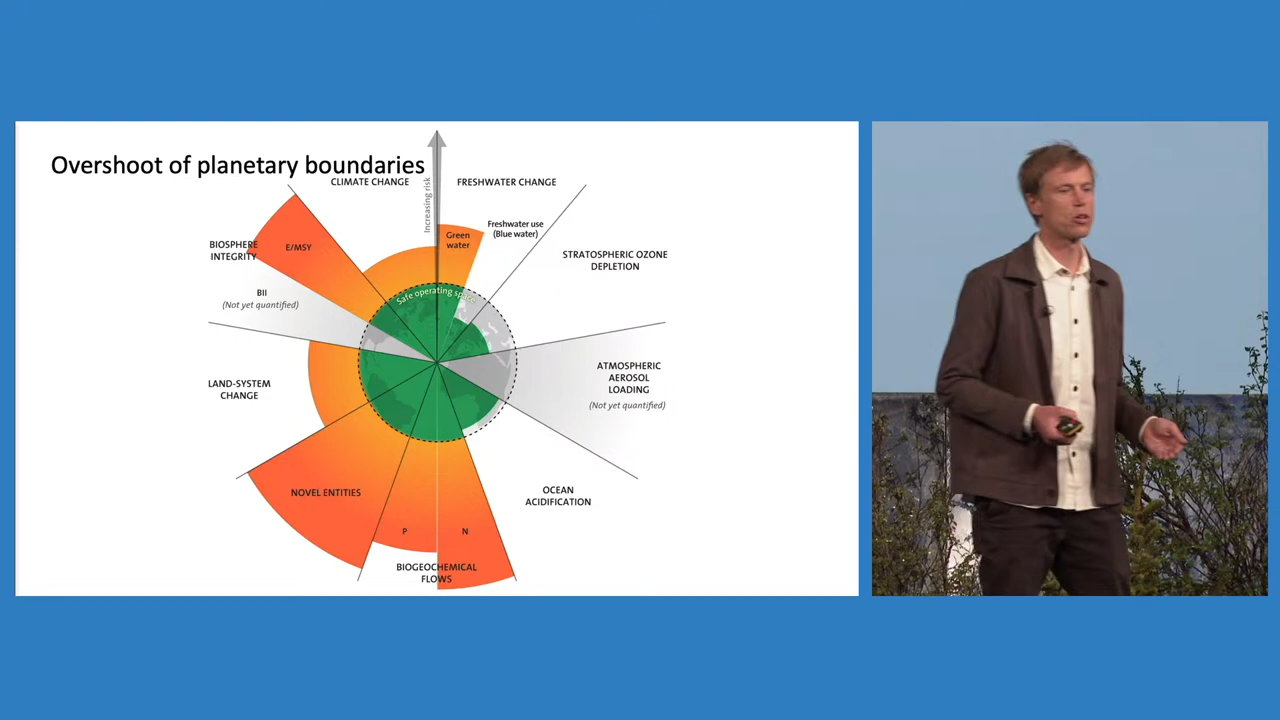 Overshoot of planetary boundaries
CLIMATE CHANGE
Increasing risk
FRESHWATER CHANGE
Green
water
Freshwater use
(Blue water)
STRATOSPHERIC OZONE
DEPLETION
BIOSPHERE
INTEGRITY
E/MSY
BII
(Not yet quantified)
Safe operating space
ATMOSPHERIC
AEROSOL
LOADING
(Not yet quantified)
LAND-SYSTEM
CHANGE
NOVEL ENTITIES
OCEAN
ACIDIFICATION
P
N
BIOGEOCHEMICAL
FLOWS